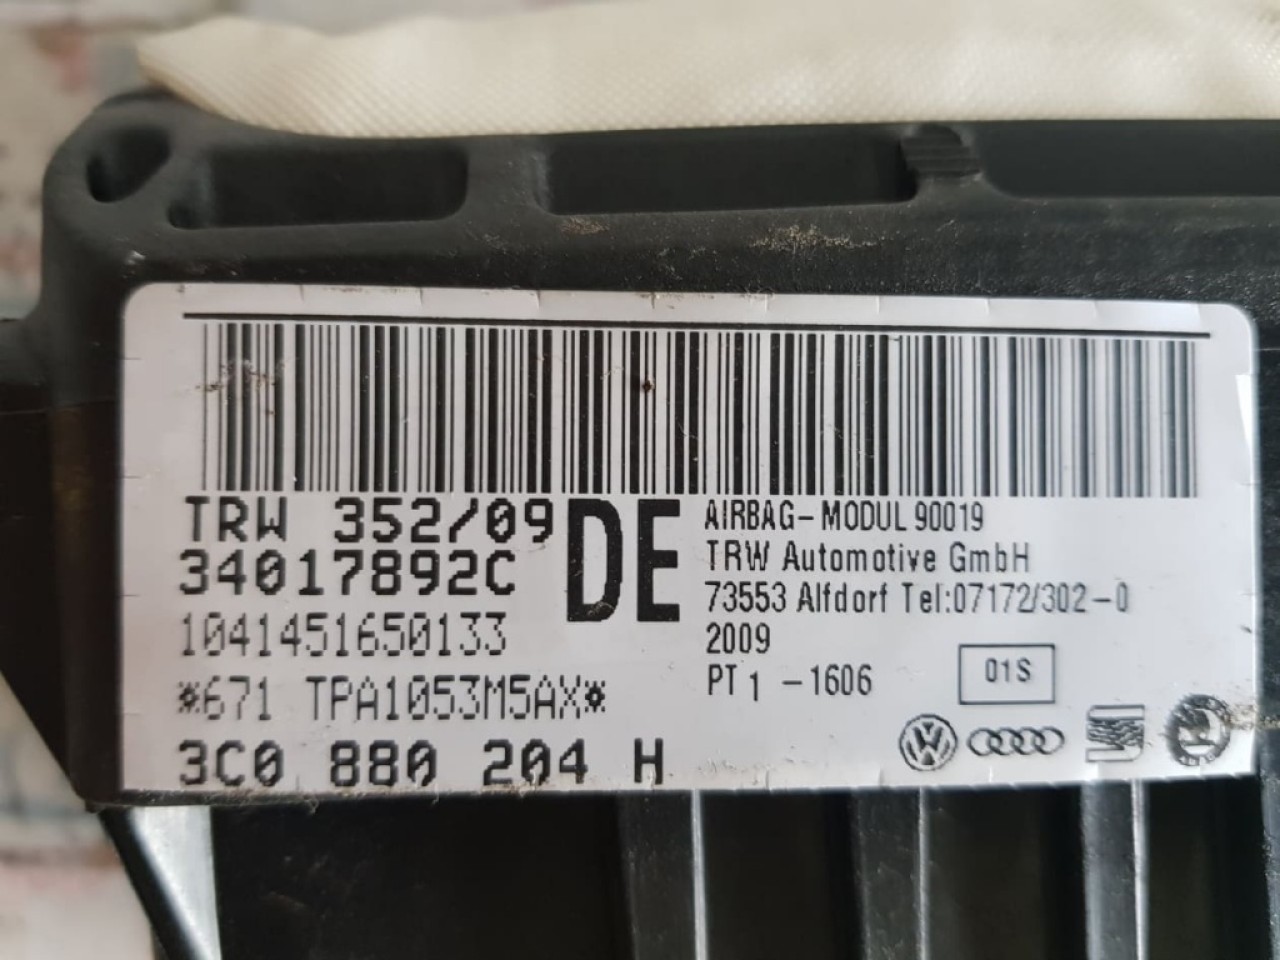 TRW 352/09
34017892C
DE
1041451650133
*671 TPA1053M5AX*
3C0 880 204 H
AIRBAG-MODUL 90019
TRW Automotive GmbH
73553 Alfdorf Tel:07172/302-0
2009
PT 1 -1606
01S